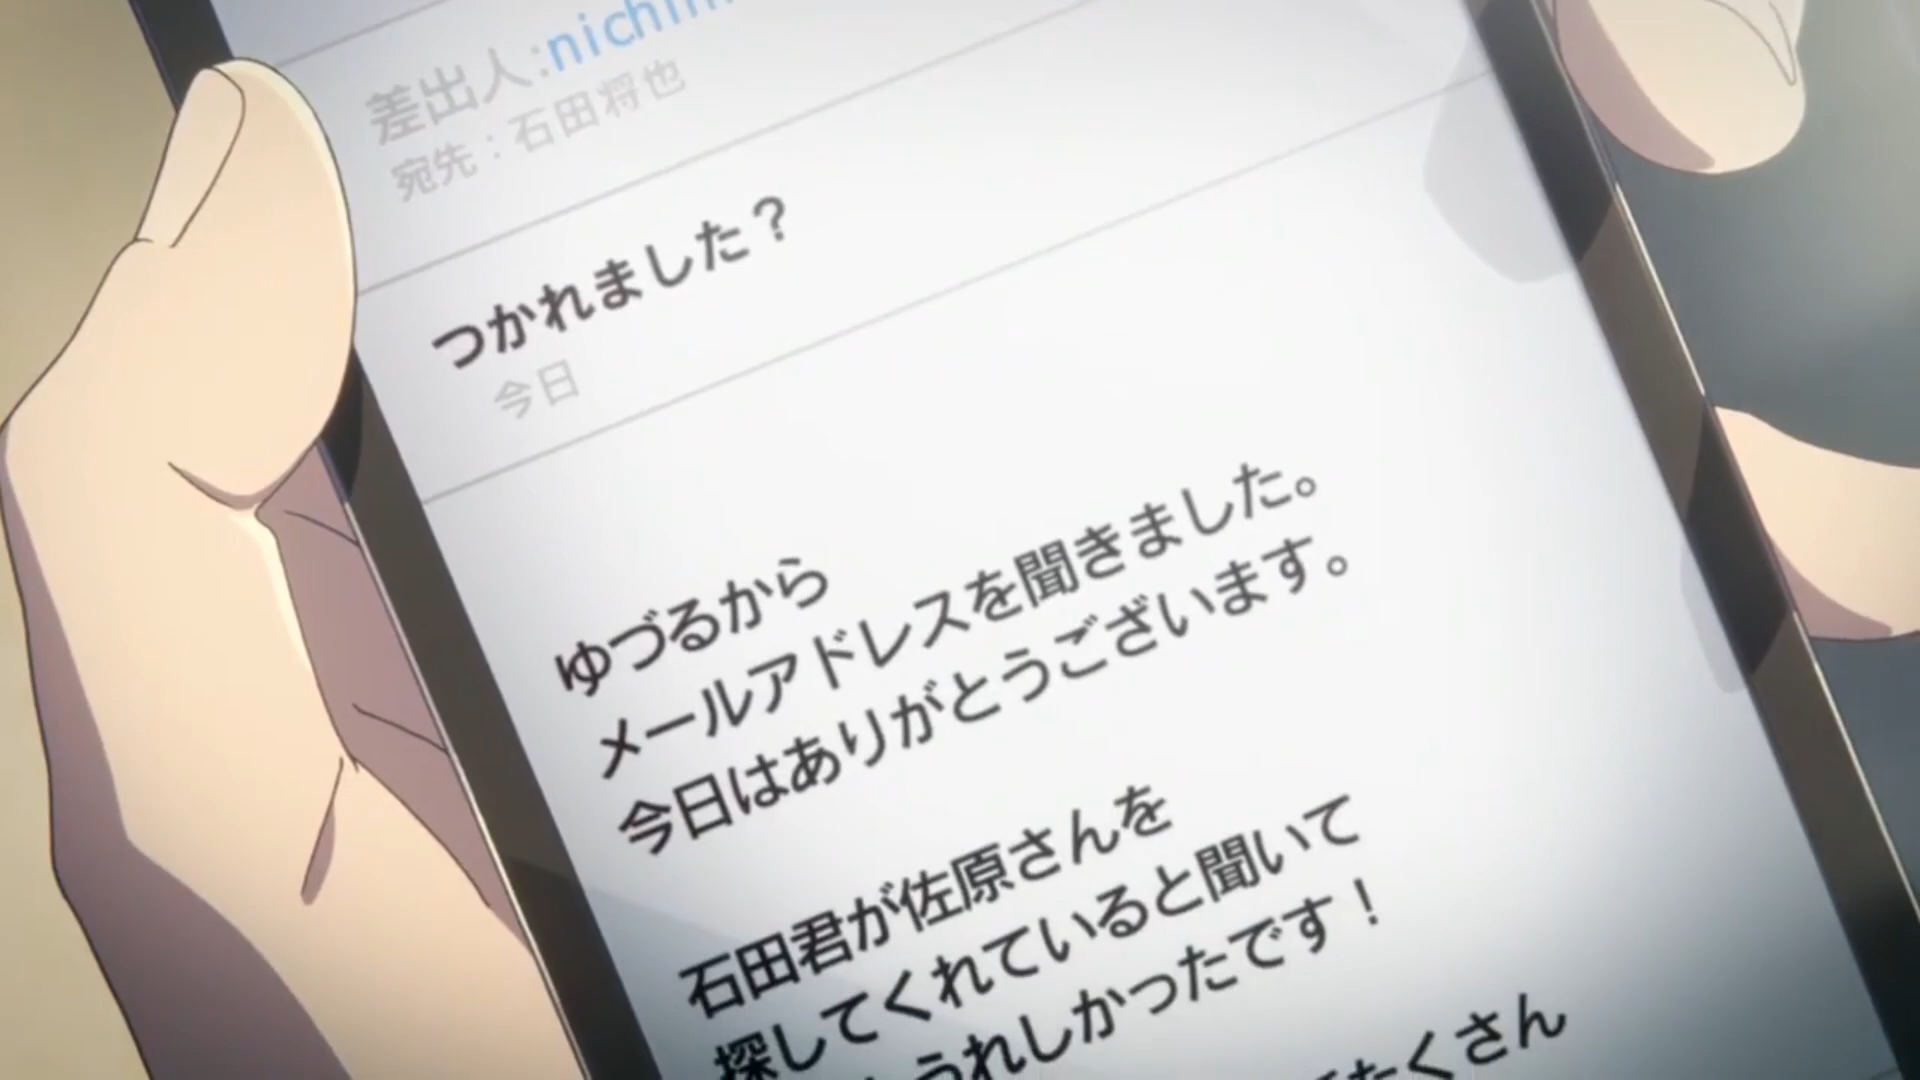 差出人:nichi
宛先：石田将也
つかれました？
今日
ゆづるから
メールアドレスを聞きました。
今日はありがとうございます。
石田君が佐原さんを
探してくれていると聞いて
うれしかったです！
たくさん